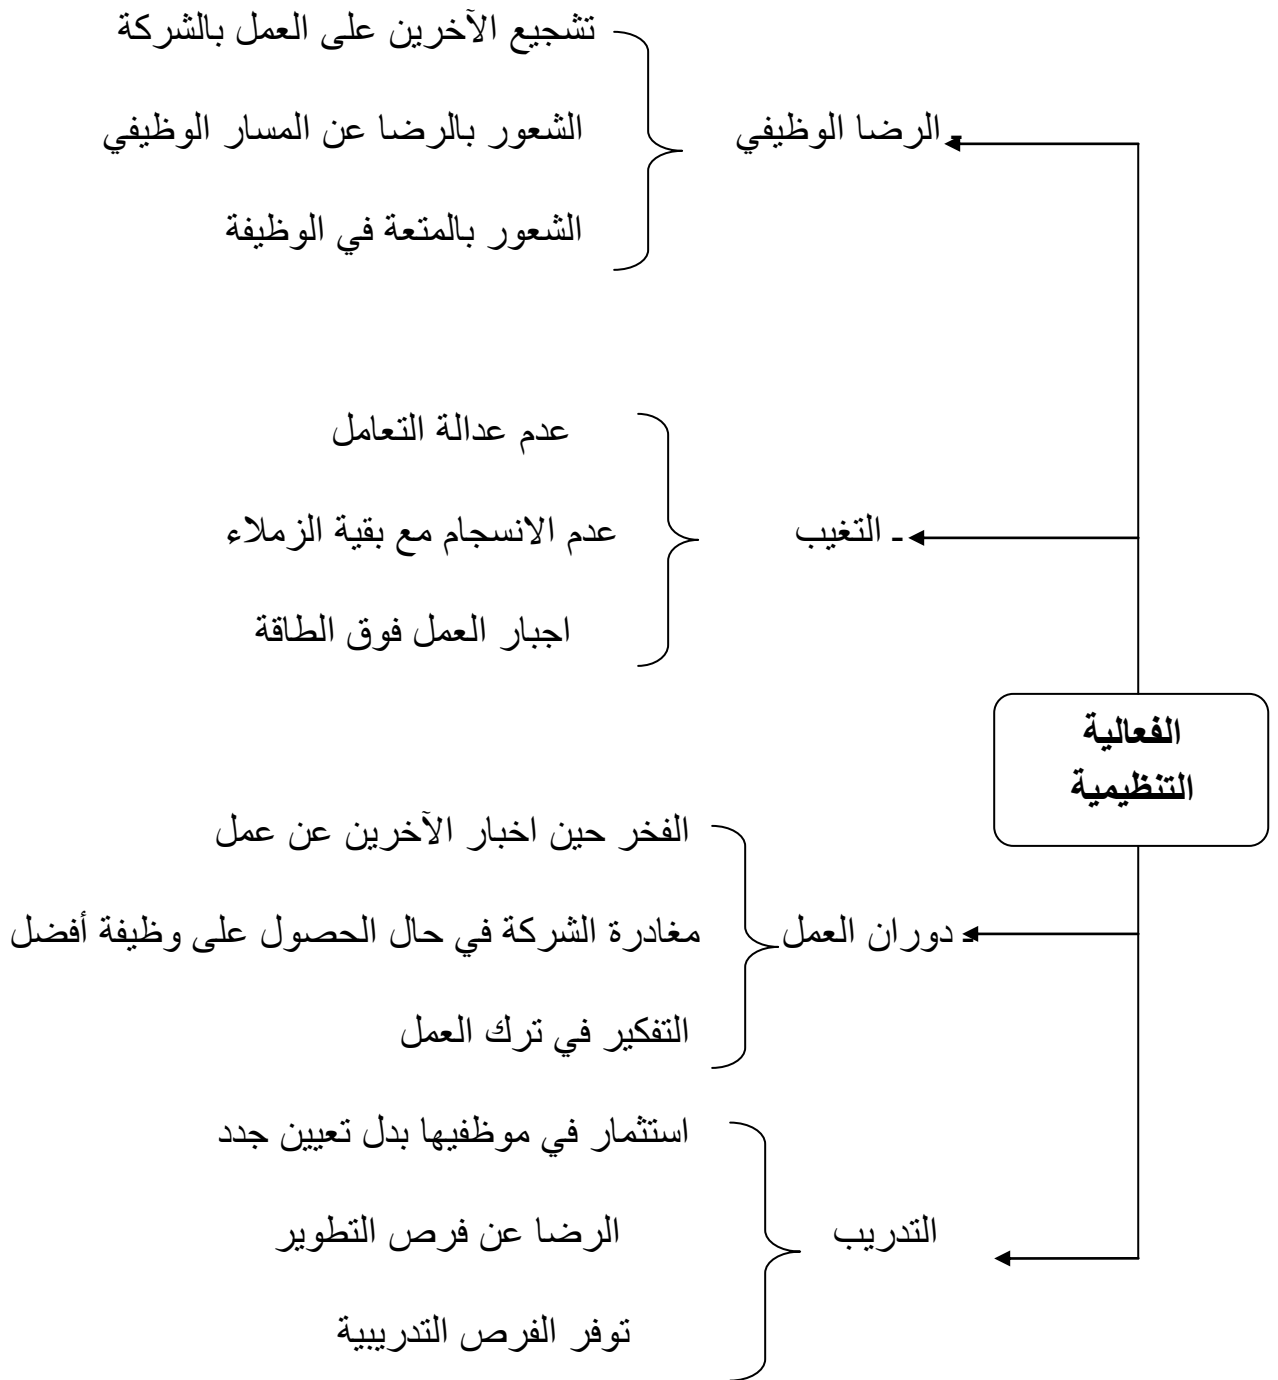 تشجيع الآخرين على العمل بالشركة
ـ الرضا الوظيفي
الشعور بالرضا عن المسار الوظيفي
الشعور بالمتعة في الوظيفة
عدم عدالة التعامل
ـ التغيب
عدم الانسجام مع بقية الزملاء
اجبار العمل فوق الطاقة
الفعالية
التنظيمية
الفخر حين اخبار الآخرين عن عمل
ـ دوران العمل
مغادرة الشركة في حال الحصول على وظيفة أفضل
التفكير في ترك العمل
استثمار في موظفيها بدل تعيين جدد
التدريب
الرضا عن فرص التطوير
توفر الفرص التدريبية